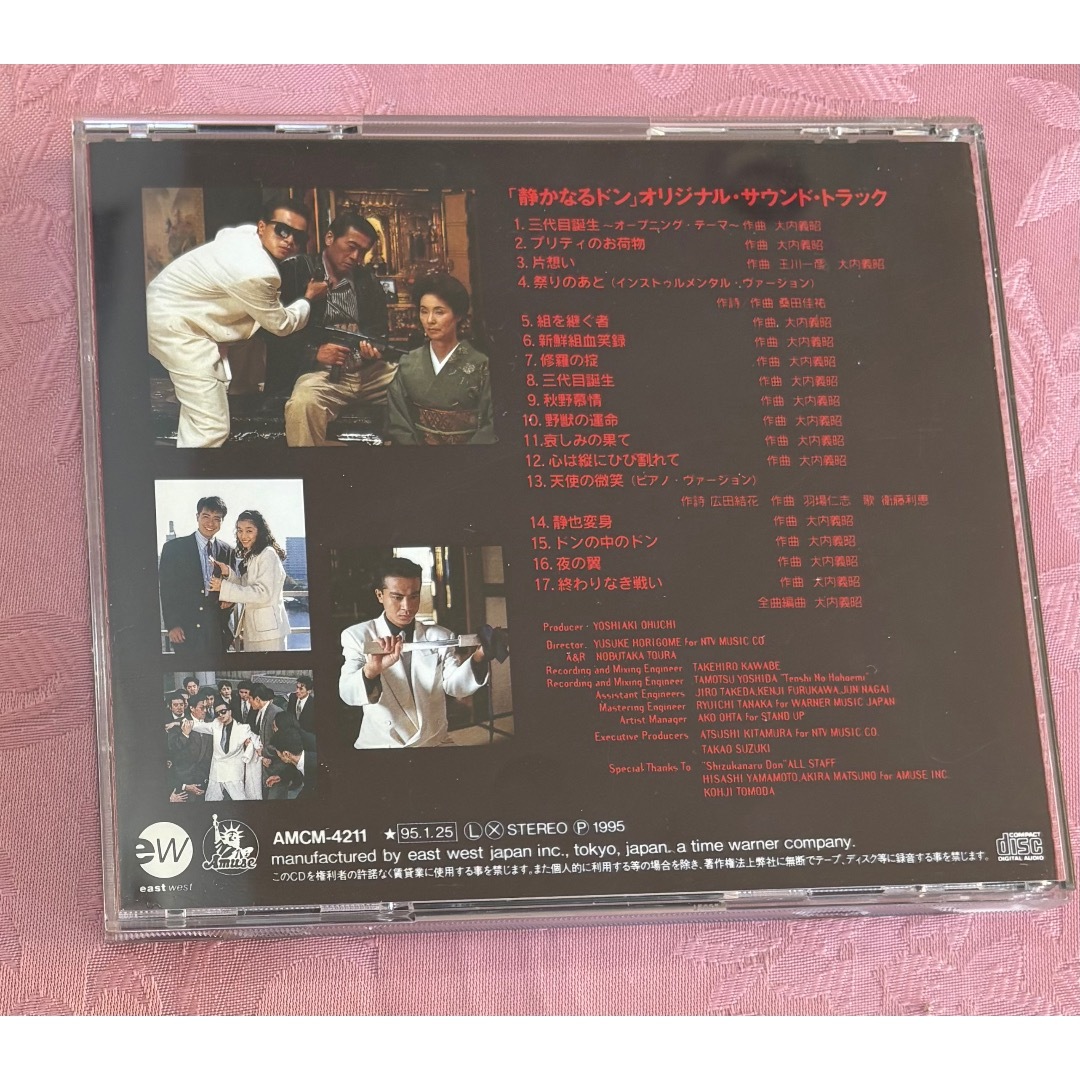 「静かなるドン」オリジナル・サウンド・トラック
1. 三代目誕生〜オープニング・テーマ〜 作曲 大内義昭
2. プリティのお荷物 作曲 大内義昭
3. 片想い 作曲 王川一彦 大内義昭
4. 祭りのあと（インストゥルメンタル・ヴァージョン）
作詩 作曲 桑田佳祐
5. 組を継ぐ者 作曲 大内義昭
6. 新鮮組血笑録 作曲 大内義昭
7. 修羅の掟 作曲 大内義昭
8. 三代目誕生 作曲 大内義昭
9. 秋野慕情 作曲 大内義昭
10. 野獣の運命 作曲 大内義昭
11. 哀しみの果て 作曲 大内義昭
12. 心は縦にひび割れて 作曲 大内義昭
13. 天使の微笑（ピアノ・ヴァージョン）
作詩 広田結花 作曲 羽場仁志 歌 衛藤利恵
14. 静也変身 作曲 大内義昭
15. ドンの中のドン 作曲 大内義昭
16. 夜の翼 作曲 大内義昭
17. 終わりなき戦い 作曲 大内義昭
全曲編曲 大内義昭
Producer・YOSHIAKI OHUCHI
Director. YUSUKE HORIGOME for NTV MUSIC CO
A&R NOBUTAKA TOURA
Recording and Mixing Engineer TAKEHIRO KAWABE
Recording and Mixing Engineer TAMOTSU YOSHIDA "Tenshi No Hohoemi"
Assistant Engineers JIRO TAKEDA,KENJI FURUKAWA,JUN NAGAI
Mastering Engineer RYUICHI TANAKA for WARNER MUSIC JAPAN
Artist Manager AKO OHTA for STAND UP
Executive Producers ATSUSHI KITAMURA for NTV MUSIC CO.
TAKAO SUZUKI
Special Thanks To "Shizukanaru Don" ALL STAFF
HISASHI YAMAMOTO,AKIRA MATSUNO for AMUSE INC.
KOHJI TOMODA
ew
east west
Amuse
AMCM-4211 ★95.1.25 Ⓛ Ⓧ STEREO Ⓟ 1995
manufactured by east west japan inc., tokyo, japan. a time warner company.
このCDを権利者の許諾なく賃貸業に使用する事を禁じます。また個人的に利用する等の場合を除き、著作権法上弊社に無断でテープ、ディスク等に録音する事を禁じます。
COMPACT
disc
DIGITAL AUDIO